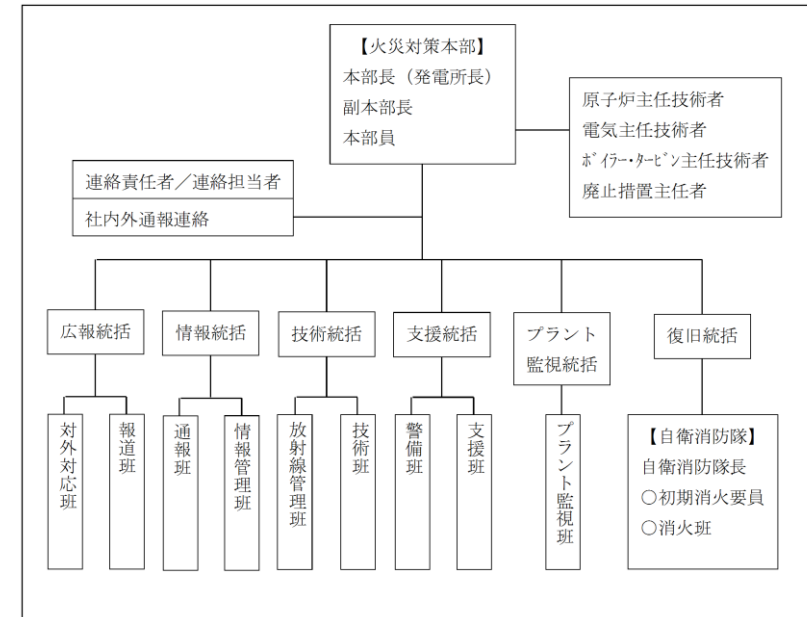 【火災対策本部】
本部長（発電所長）
副本部長
本部員
原子炉主任技術者
電気主任技術者
ﾎﾞｲﾗｰ・ﾀｰﾋﾞﾝ主任技術者
廃止措置主任者
連絡責任者／連絡担当者
社内外通報連絡
広報統括
情報統括
技術統括
支援統括
プラント
監視統括
復旧統括
対外対応班
報道班
通報班
情報管理班
放射線管理班
技術班
警備班
支援班
プラント監視班
【自衛消防隊】
自衛消防隊長
○初期消火要員
○消火班